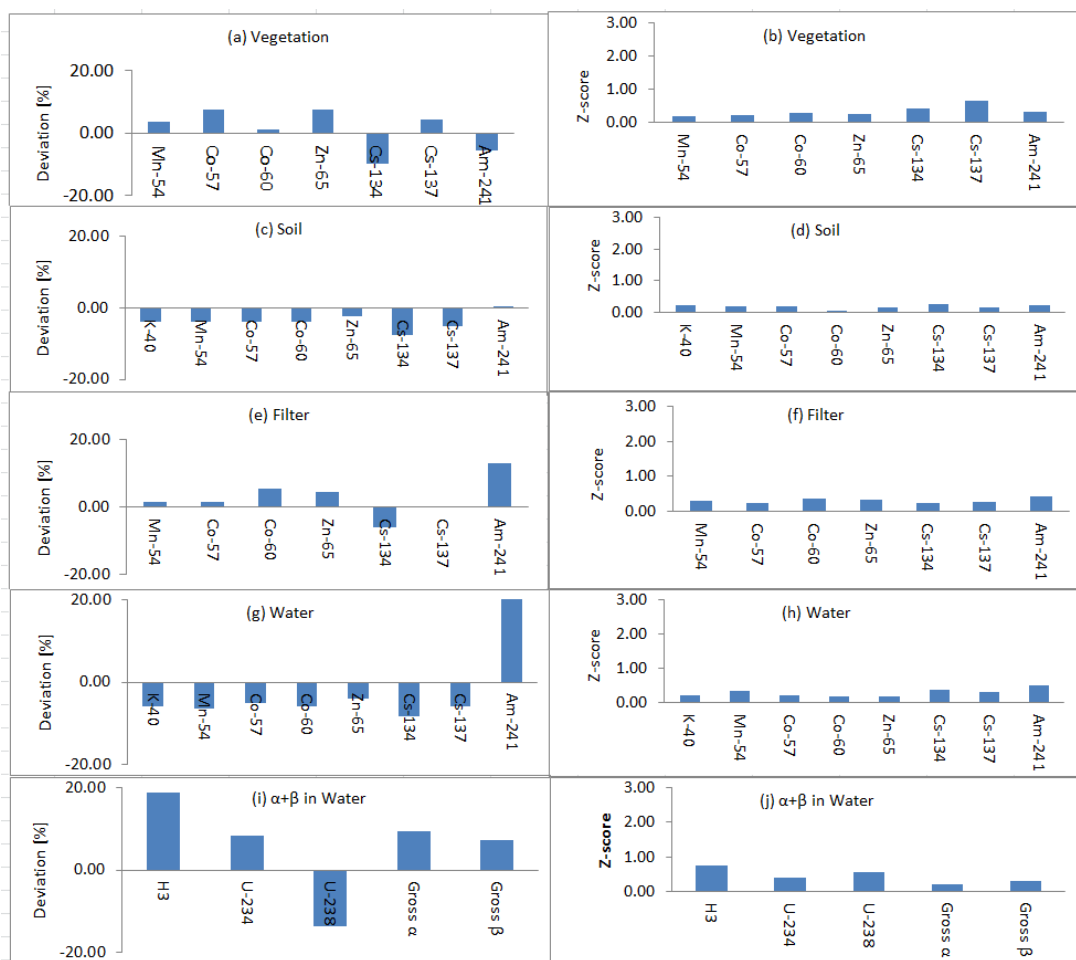 (a) Vegetation
Deviation [%]
20.00
0.00
-20.00
Mn-54
Co-57
Co-60
Zn-65
Cs-134
Cs-137
Am-241
(b) Vegetation
Z-score
3.00
2.00
1.00
0.00
Mn-54
Co-57
Co-60
Zn-65
Cs-134
Cs-137
Am-241
(c) Soil
Deviation [%]
20.00
0.00
-20.00
K-40
Mn-54
Co-57
Co-60
Zn-65
Cs-134
Cs-137
Am-241
(d) Soil
Z-score
3.00
2.00
1.00
0.00
K-40
Mn-54
Co-57
Co-60
Zn-65
Cs-134
Cs-137
Am-241
(e) Filter
Deviation [%]
20.00
0.00
-20.00
Mn-54
Co-57
Co-60
Zn-65
Cs-134
Cs-137
Am-241
(f) Filter
Z-score
3.00
2.00
1.00
0.00
Mn-54
Co-57
Co-60
Zn-65
Cs-134
Cs-137
Am-241
(g) Water
Deviation [%]
20.00
0.00
-20.00
K-40
Mn-54
Co-57
Co-60
Zn-65
Cs-134
Cs-137
Am-241
(h) Water
Z-score
3.00
2.00
1.00
0.00
K-40
Mn-54
Co-57
Co-60
Zn-65
Cs-134
Cs-137
Am-241
(i) α+β in Water
Deviation [%]
20.00
0.00
-20.00
H3
U-234
U-238
Gross α
Gross β
(j) α+β in Water
Z-score
3.00
2.00
1.00
0.00
H3
U-234
U-238
Gross α
Gross β